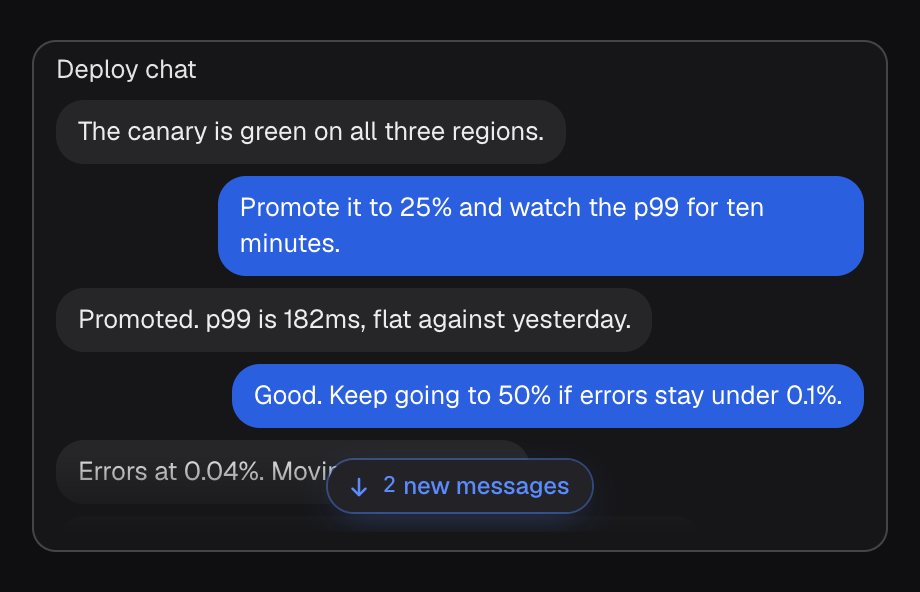 Deploy chat
The canary is green on all three regions.
Promote it to 25% and watch the p99 for ten
minutes.
Promoted. p99 is 182ms, flat against yesterday.
Good. Keep going to 50% if errors stay under 0.1%.
Errors at 0.04%.
2 new messages